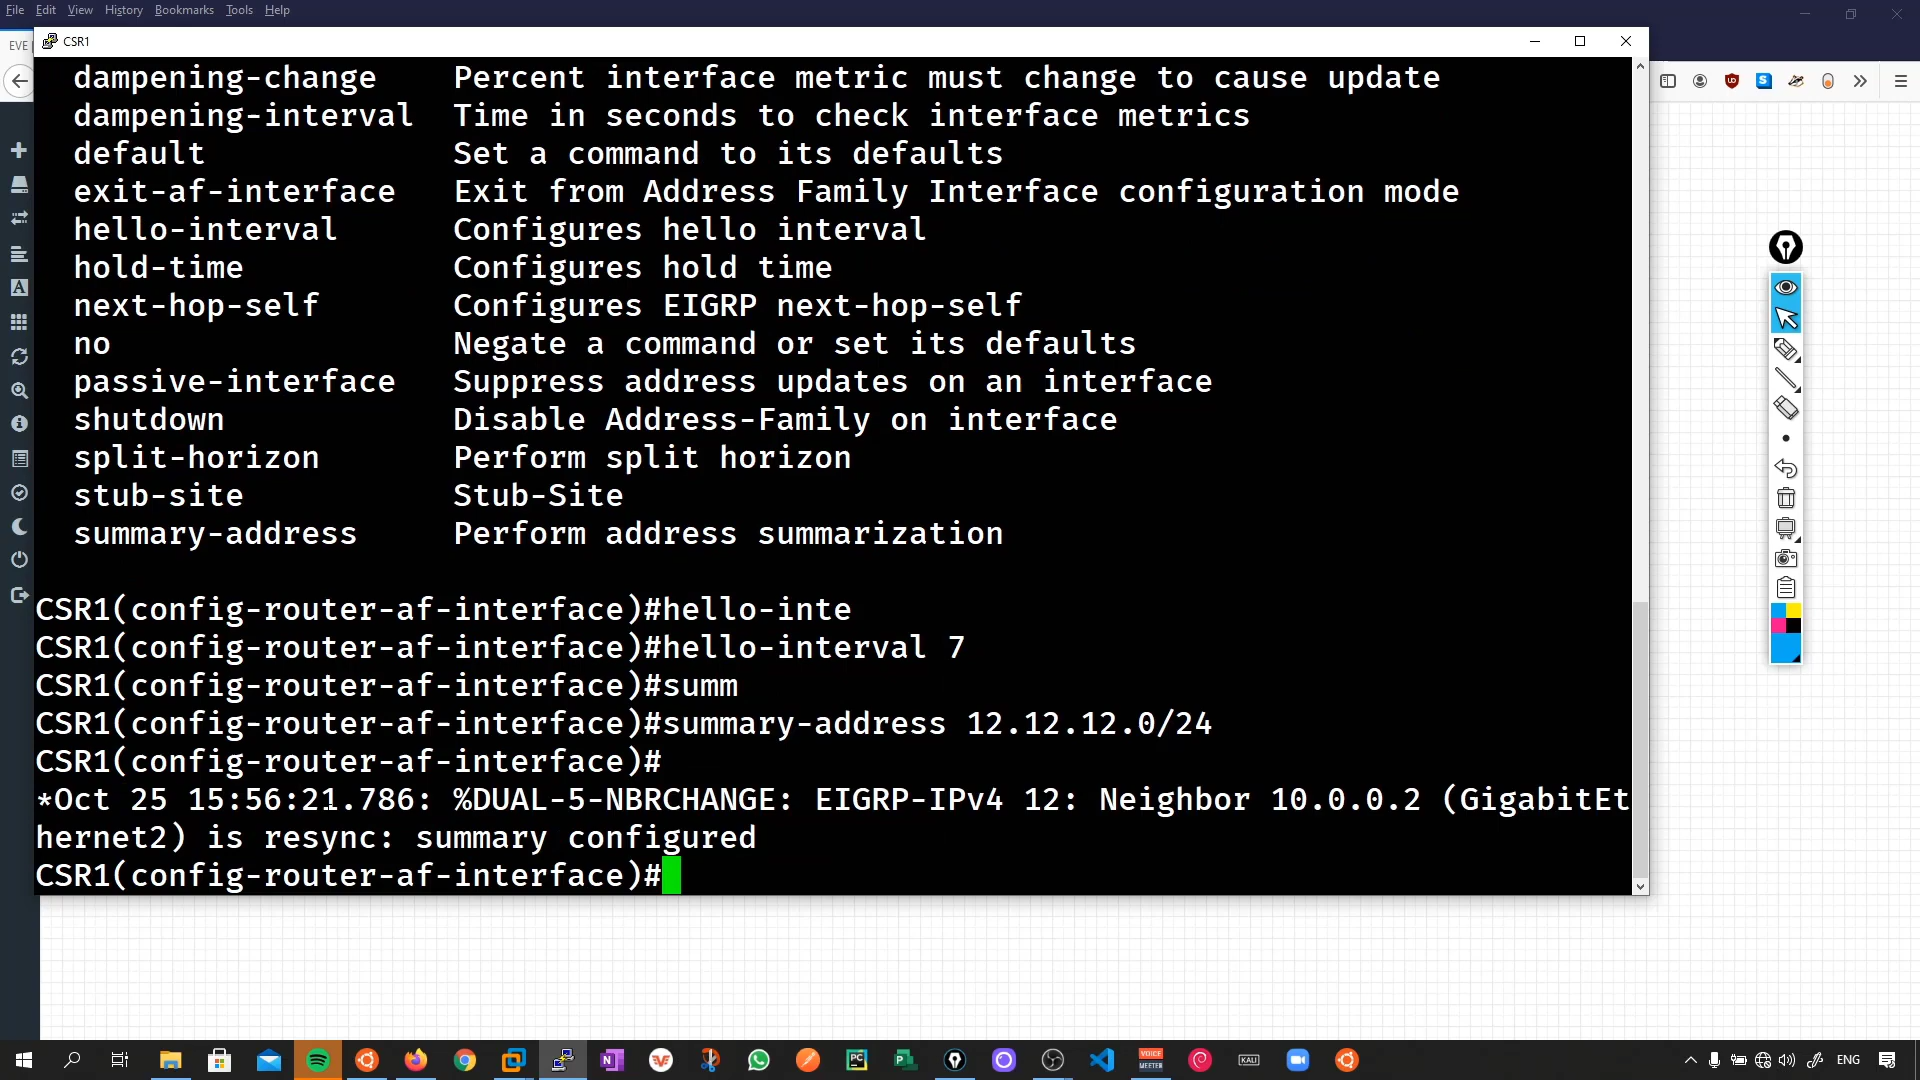 File Edit View History Bookmarks Tools Help
EVE
CSR1
dampening-change Percent interface metric must change to cause update
dampening-interval Time in seconds to check interface metrics
default Set a command to its defaults
exit-af-interface Exit from Address Family Interface configuration mode
hello-interval Configures hello interval
hold-time Configures hold time
next-hop-self Configures EIGRP next-hop-self
no Negate a command or set its defaults
passive-interface Suppress address updates on an interface
shutdown Disable Address-Family on interface
split-horizon Perform split horizon
stub-site Stub-Site
summary-address Perform address summarization
CSR1(config-router-af-interface)#hello-inte
CSR1(config-router-af-interface)#hello-interval 7
CSR1(config-router-af-interface)#summ
CSR1(config-router-af-interface)#summary-address 12.12.12.0/24
CSR1(config-router-af-interface)#
*Oct 25 15:56:21.786: %DUAL-5-NBRCHANGE: EIGRP-IPv4 12: Neighbor 10.0.0.2 (GigabitEt
hernet2) is resync: summary configured
CSR1(config-router-af-interface)#
ENG